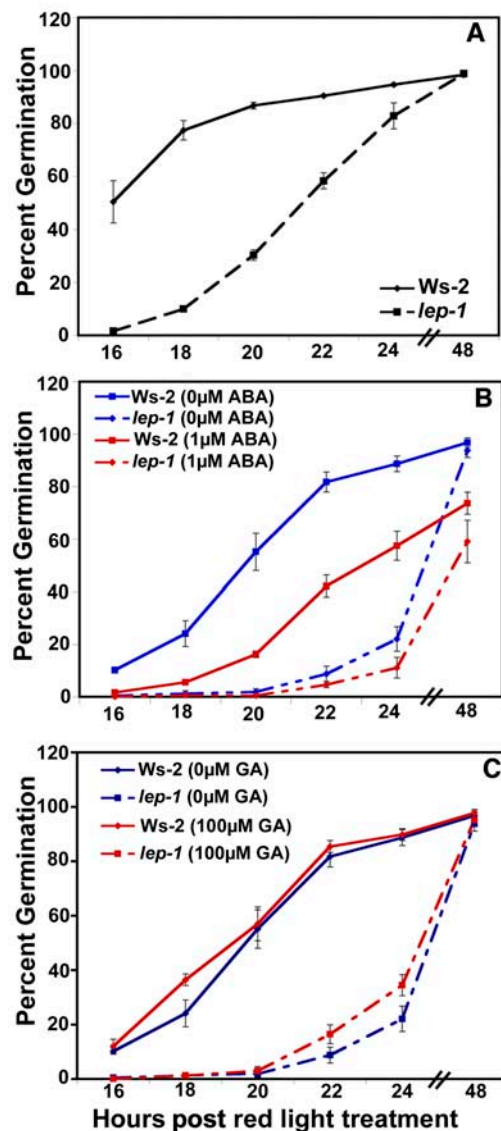 A
Percent Germination
120
100
80
60
40
20
0
Ws-2
lep-1
16 18 20 22 24 48
B
Percent Germination
120
100
80
60
40
20
0
Ws-2 (0μM ABA)
lep-1 (0μM ABA)
Ws-2 (1μM ABA)
lep-1 (1μM ABA)
16 18 20 22 24 48
C
Percent Germination
120
100
80
60
40
20
0
Ws-2 (0μM GA)
lep-1 (0μM GA)
Ws-2 (100μM GA)
lep-1 (100μM GA)
16 18 20 22 24 48
Hours post red light treatment